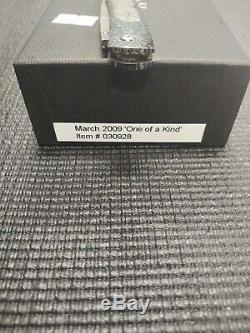 March 2009 'One of a Kind'
Item # 030928